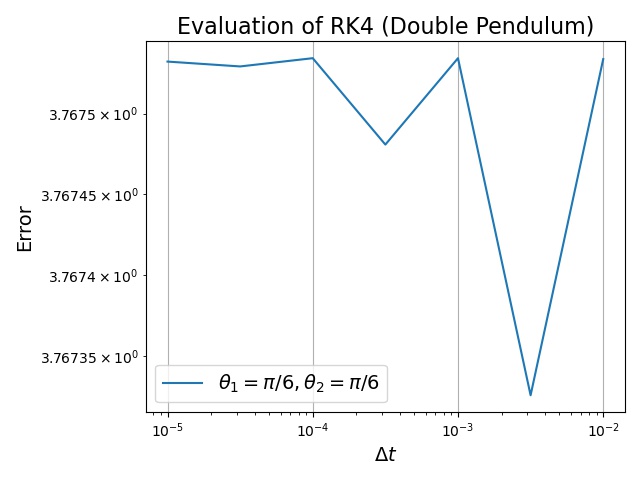 Evaluation of RK4 (Double Pendulum)
Error
3.7675 × 10⁰
3.76745 × 10⁰
3.7674 × 10⁰
3.76735 × 10⁰
θ₁ = π/6, θ₂ = π/6
10⁻⁵ 10⁻⁴ 10⁻³ 10⁻²
Δt